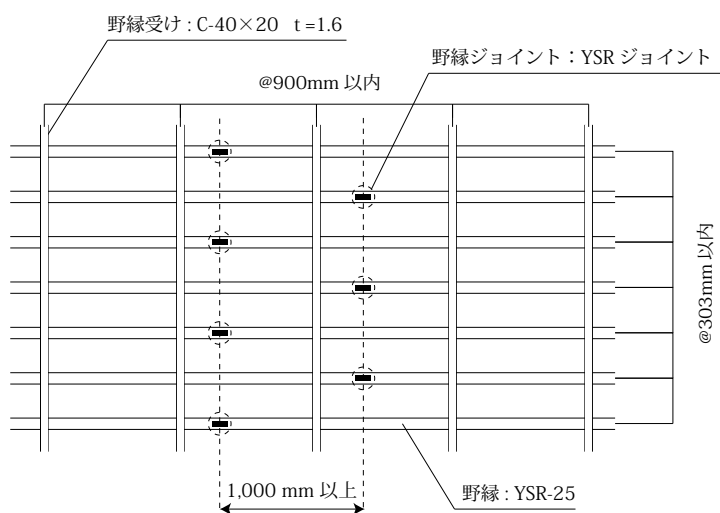 野縁受け : C-40×20 t =1.6
野縁ジョイント：YSR ジョイント
@900mm 以内
@303mm 以内
1,000 mm 以上
野縁 : YSR-25